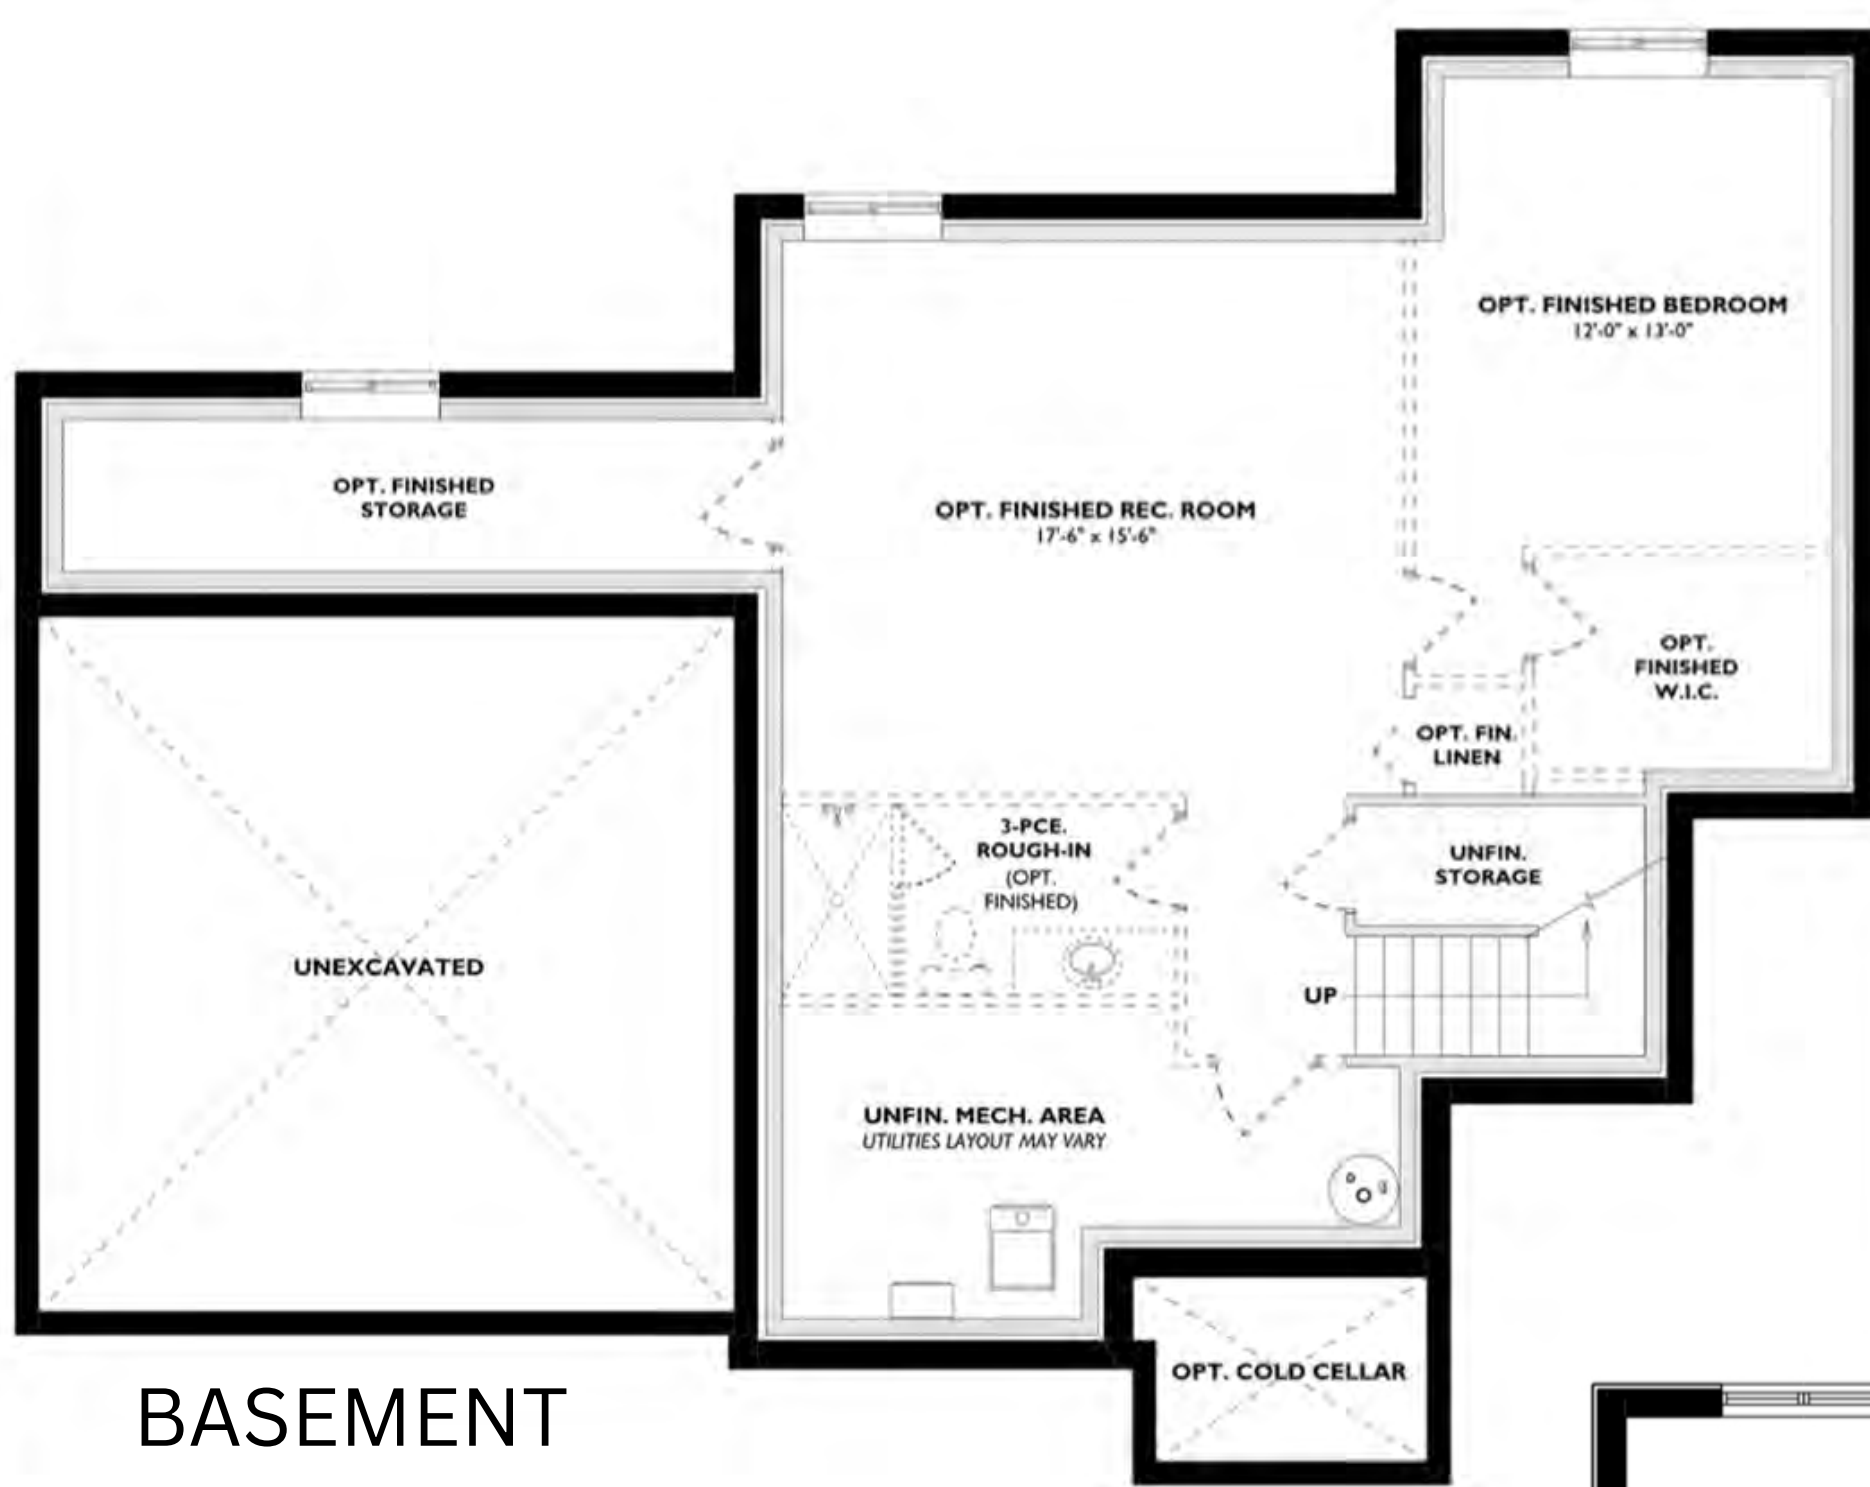 OPT. FINISHED BEDROOM
12'-0" x 13'-0"
OPT. FINISHED
STORAGE
OPT. FINISHED REC. ROOM
17'-6" x 15'-6"
OPT.
FINISHED
W.I.C.
OPT. FIN.
LINEN
3-PCE.
ROUGH-IN
(OPT.
FINISHED)
UNFIN.
STORAGE
UNEXCAVATED
UP
UNFIN. MECH. AREA
UTILITIES LAYOUT MAY VARY
OPT. COLD CELLAR
BASEMENT